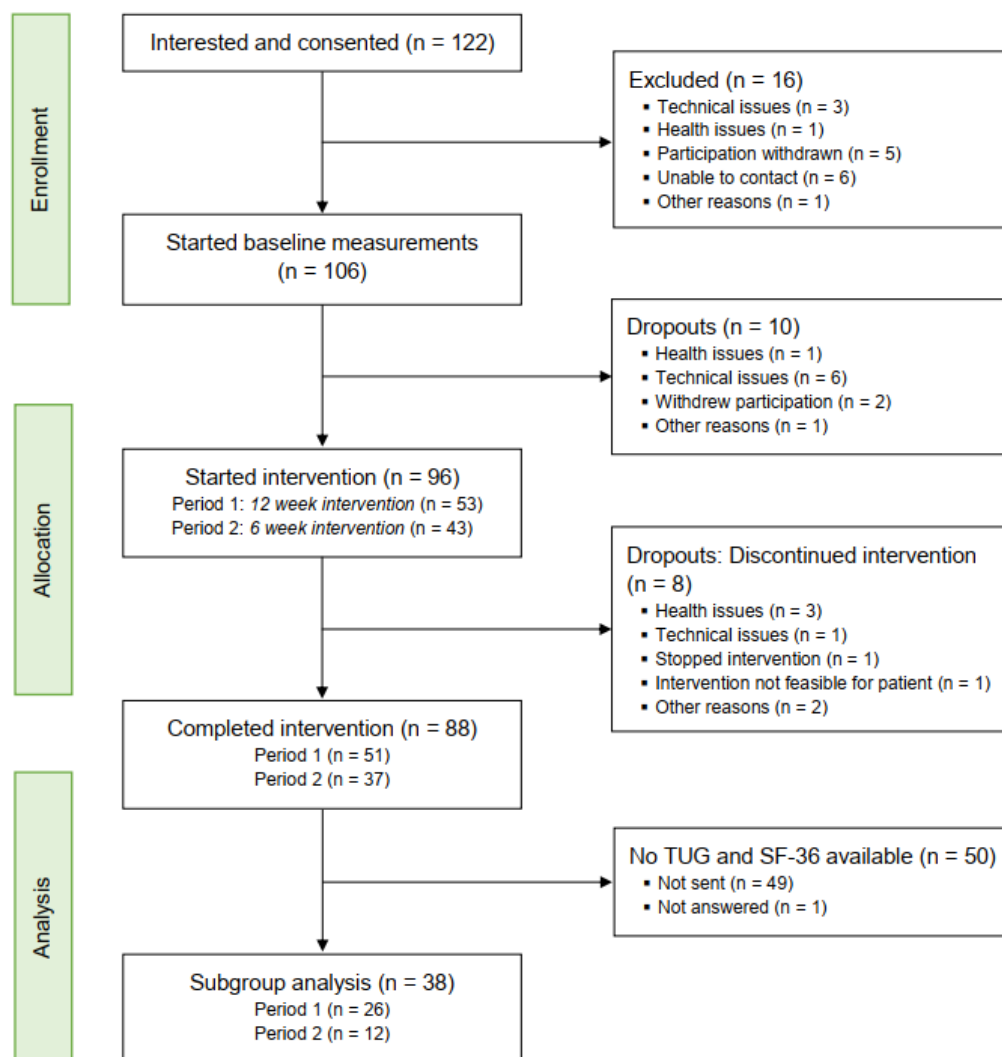 Enrollment
Interested and consented (n = 122)
Excluded (n = 16)
▪ Technical issues (n = 3)
▪ Health issues (n = 1)
▪ Participation withdrawn (n = 5)
▪ Unable to contact (n = 6)
▪ Other reasons (n = 1)
Started baseline measurements
(n = 106)
Dropouts (n = 10)
▪ Health issues (n = 1)
▪ Technical issues (n = 6)
▪ Withdrew participation (n = 2)
▪ Other reasons (n = 1)
Allocation
Started intervention (n = 96)
Period 1: 12 week intervention (n = 53)
Period 2: 6 week intervention (n = 43)
Dropouts: Discontinued intervention
(n = 8)
▪ Health issues (n = 3)
▪ Technical issues (n = 1)
▪ Stopped intervention (n = 1)
▪ Intervention not feasible for patient (n = 1)
▪ Other reasons (n = 2)
Completed intervention (n = 88)
Period 1 (n = 51)
Period 2 (n = 37)
Analysis
No TUG and SF-36 available (n = 50)
▪ Not sent (n = 49)
▪ Not answered (n = 1)
Subgroup analysis (n = 38)
Period 1 (n = 26)
Period 2 (n = 12)